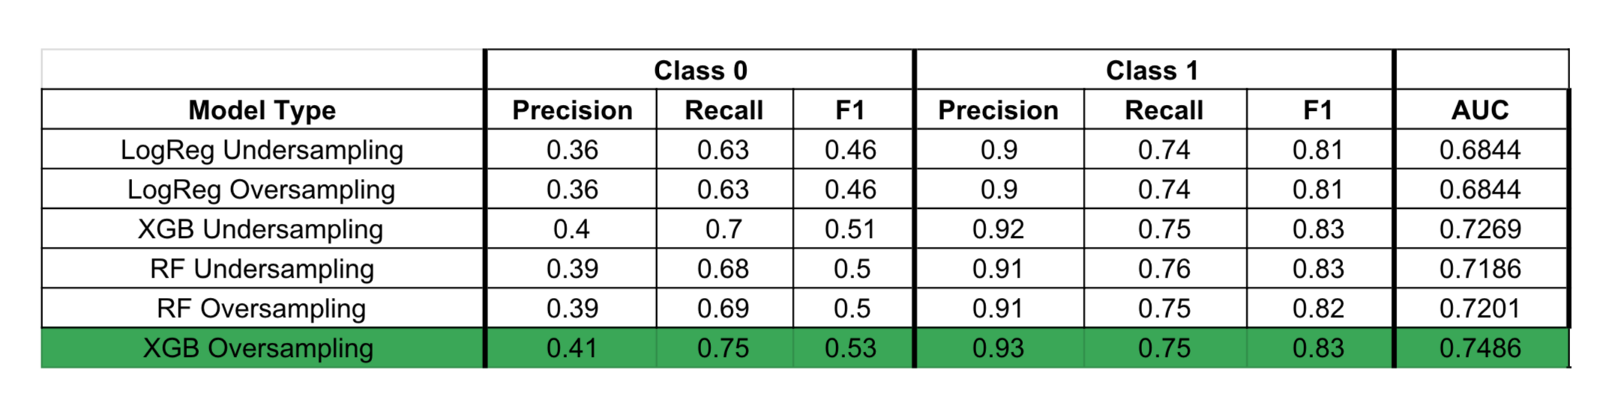 Class 0 Class 1
Model Type Precision Recall F1 Precision Recall F1 AUC
LogReg Undersampling 0.36 0.63 0.46 0.9 0.74 0.81 0.6844
LogReg Oversampling 0.36 0.63 0.46 0.9 0.74 0.81 0.6844
XGB Undersampling 0.4 0.7 0.51 0.92 0.75 0.83 0.7269
RF Undersampling 0.39 0.68 0.5 0.91 0.76 0.83 0.7186
RF Oversampling 0.39 0.69 0.5 0.91 0.75 0.82 0.7201
XGB Oversampling 0.41 0.75 0.53 0.93 0.75 0.83 0.7486